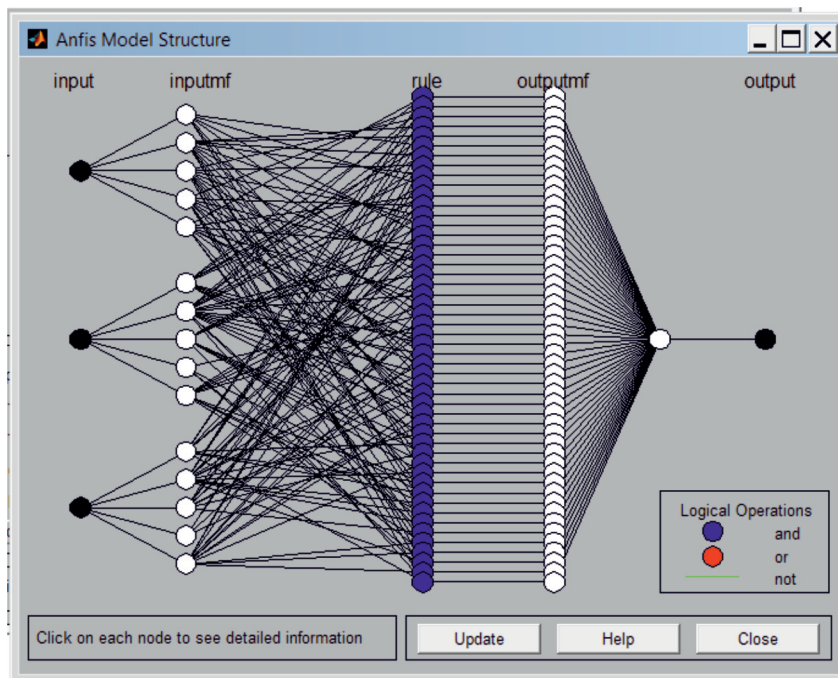 Anfis Model Structure
input inputmf rule outputmf output
Logical Operations
and
or
not
Click on each node to see detailed information
Update Help Close